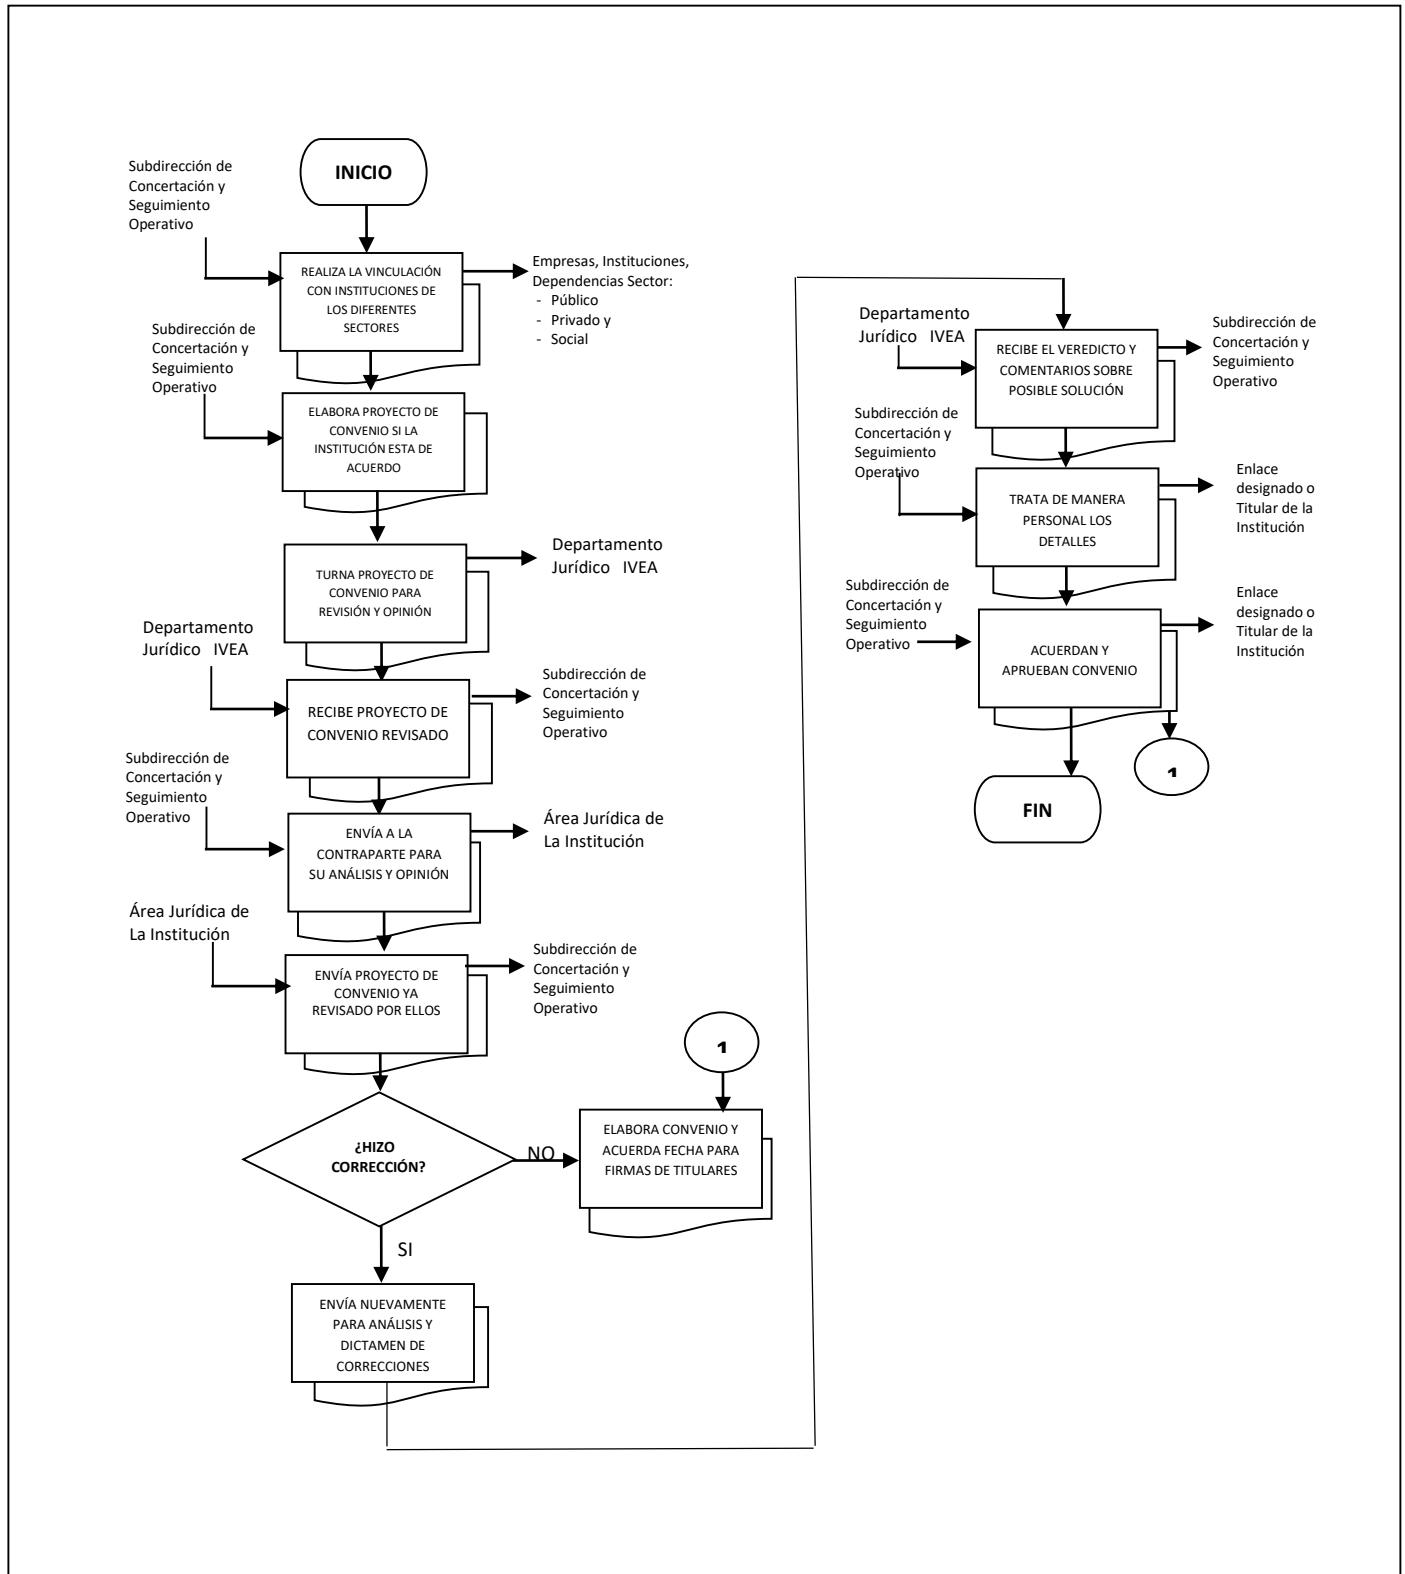 INICIO
Subdirección de
Concertación y
Seguimiento
Operativo
REALIZA LA VINCULACIÓN
CON INSTITUCIONES DE
LOS DIFERENTES
SECTORES
Empresas, Instituciones,
Dependencias Sector:
- Público
- Privado y
- Social
Subdirección de
Concertación y
Seguimiento
Operativo
ELABORA PROYECTO DE
CONVENIO SI LA
INSTITUCIÓN ESTA DE
ACUERDO
TURNA PROYECTO DE
CONVENIO PARA
REVISIÓN Y OPINIÓN
Departamento
Jurídico IVEA
Departamento
Jurídico IVEA
RECIBE PROYECTO DE
CONVENIO REVISADO
Subdirección de
Concertación y
Seguimiento
Operativo
Subdirección de
Concertación y
Seguimiento
Operativo
ENVÍA A LA
CONTRAPARTE PARA
SU ANÁLISIS Y OPINIÓN
Área Jurídica de
La Institución
Área Jurídica de
La Institución
ENVÍA PROYECTO DE
CONVENIO YA
REVISADO POR ELLOS
Subdirección de
Concertación y
Seguimiento
Operativo
¿HIZO
CORRECCIÓN?
NO
1
ELABORA CONVENIO Y
ACUERDA FECHA PARA
FIRMAS DE TITULARES
SI
ENVÍA NUEVAMENTE
PARA ANÁLISIS Y
DICTAMEN DE
CORRECCIONES
Departamento
Jurídico IVEA
RECIBE EL VEREDICTO Y
COMENTARIOS SOBRE
POSIBLE SOLUCIÓN
Subdirección de
Concertación y
Seguimiento
Operativo
Subdirección de
Concertación y
Seguimiento
Operativo
TRATA DE MANERA
PERSONAL LOS
DETALLES
Enlace
designado o
Titular de la
Institución
Subdirección de
Concertación y
Seguimiento
Operativo
ACUERDAN Y
APRUEBAN CONVENIO
Enlace
designado o
Titular de la
Institución
1
FIN